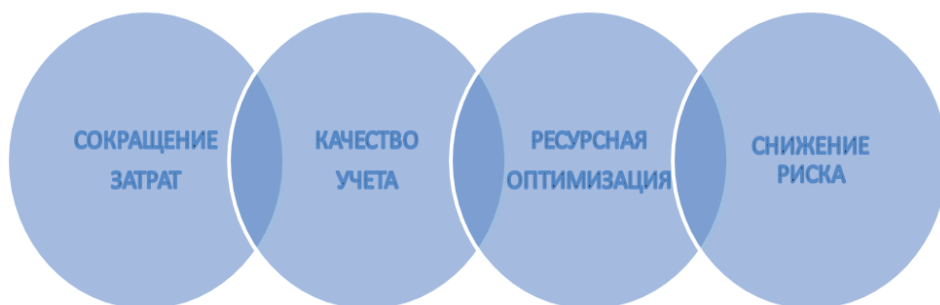 СОКРАЩЕНИЕ
ЗАТРАТ
КАЧЕСТВО
УЧЕТА
РЕСУРСНАЯ
ОПТИМИЗАЦИЯ
СНИЖЕНИЕ
РИСКА